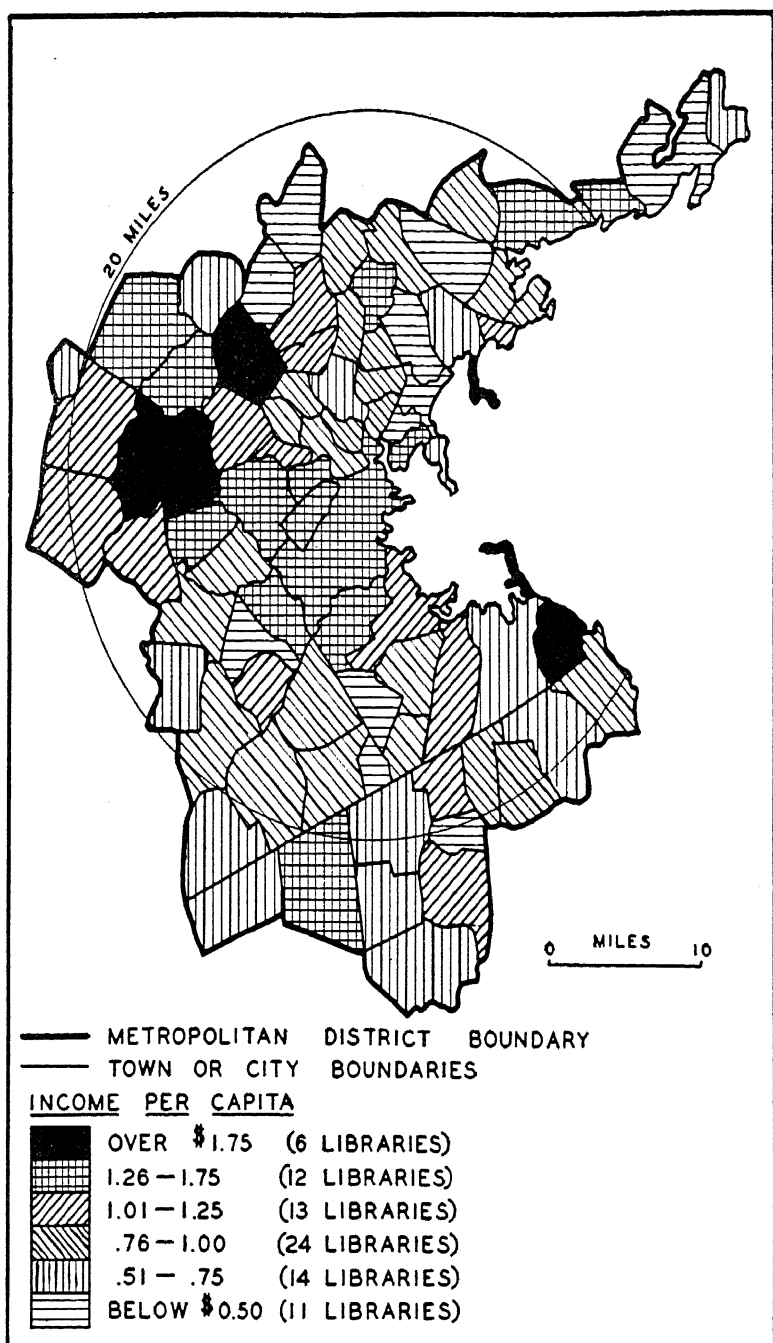 20 MILES
0 MILES 10
METROPOLITAN DISTRICT BOUNDARY
TOWN OR CITY BOUNDARIES
INCOME PER CAPITA
OVER $1.75 (6 LIBRARIES)
1.26 — 1.75 (12 LIBRARIES)
1.01 — 1.25 (13 LIBRARIES)
.76 — 1.00 (24 LIBRARIES)
.51 — .75 (14 LIBRARIES)
BELOW $0.50 (11 LIBRARIES)